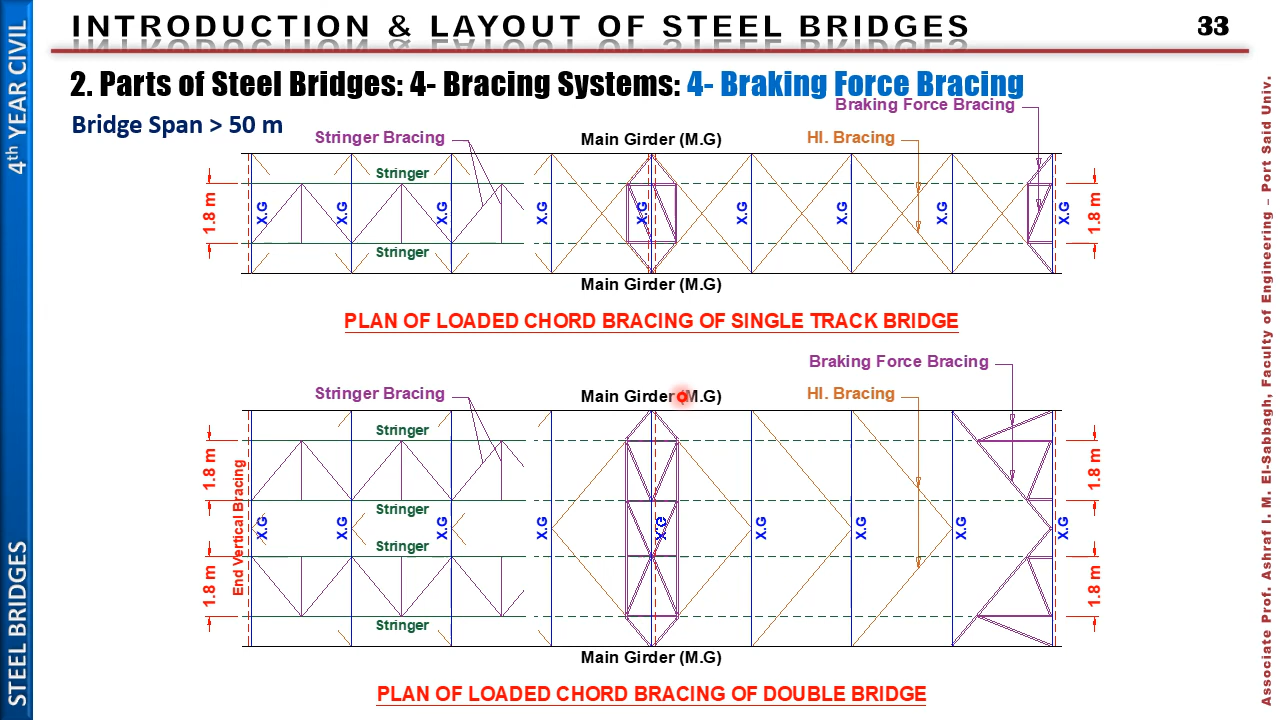 INTRODUCTION & LAYOUT OF STEEL BRIDGES
33
4th YEAR CIVIL
STEEL BRIDGES
2. Parts of Steel Bridges: 4- Bracing Systems: 4- Braking Force Bracing
Bridge Span > 50 m
Braking Force Bracing
Stringer Bracing
Main Girder (M.G)
HI. Bracing
Stringer
1.8 m
X.G
X.G
X.G
X.G
X.G
X.G
X.G
X.G
X.G
1.8 m
Stringer
Main Girder (M.G)
PLAN OF LOADED CHORD BRACING OF SINGLE TRACK BRIDGE
Braking Force Bracing
Stringer Bracing
Main Girder (M.G)
HI. Bracing
Stringer
1.8 m
1.8 m
Stringer
End Vertical Bracing
X.G
X.G
X.G
X.G
X.G
X.G
X.G
X.G
X.G
Stringer
1.8 m
1.8 m
Stringer
Main Girder (M.G)
PLAN OF LOADED CHORD BRACING OF DOUBLE BRIDGE
Associate Prof. Ashraf I. M. El-Sabbagh, Faculty of Engineering – Port Said Univ.